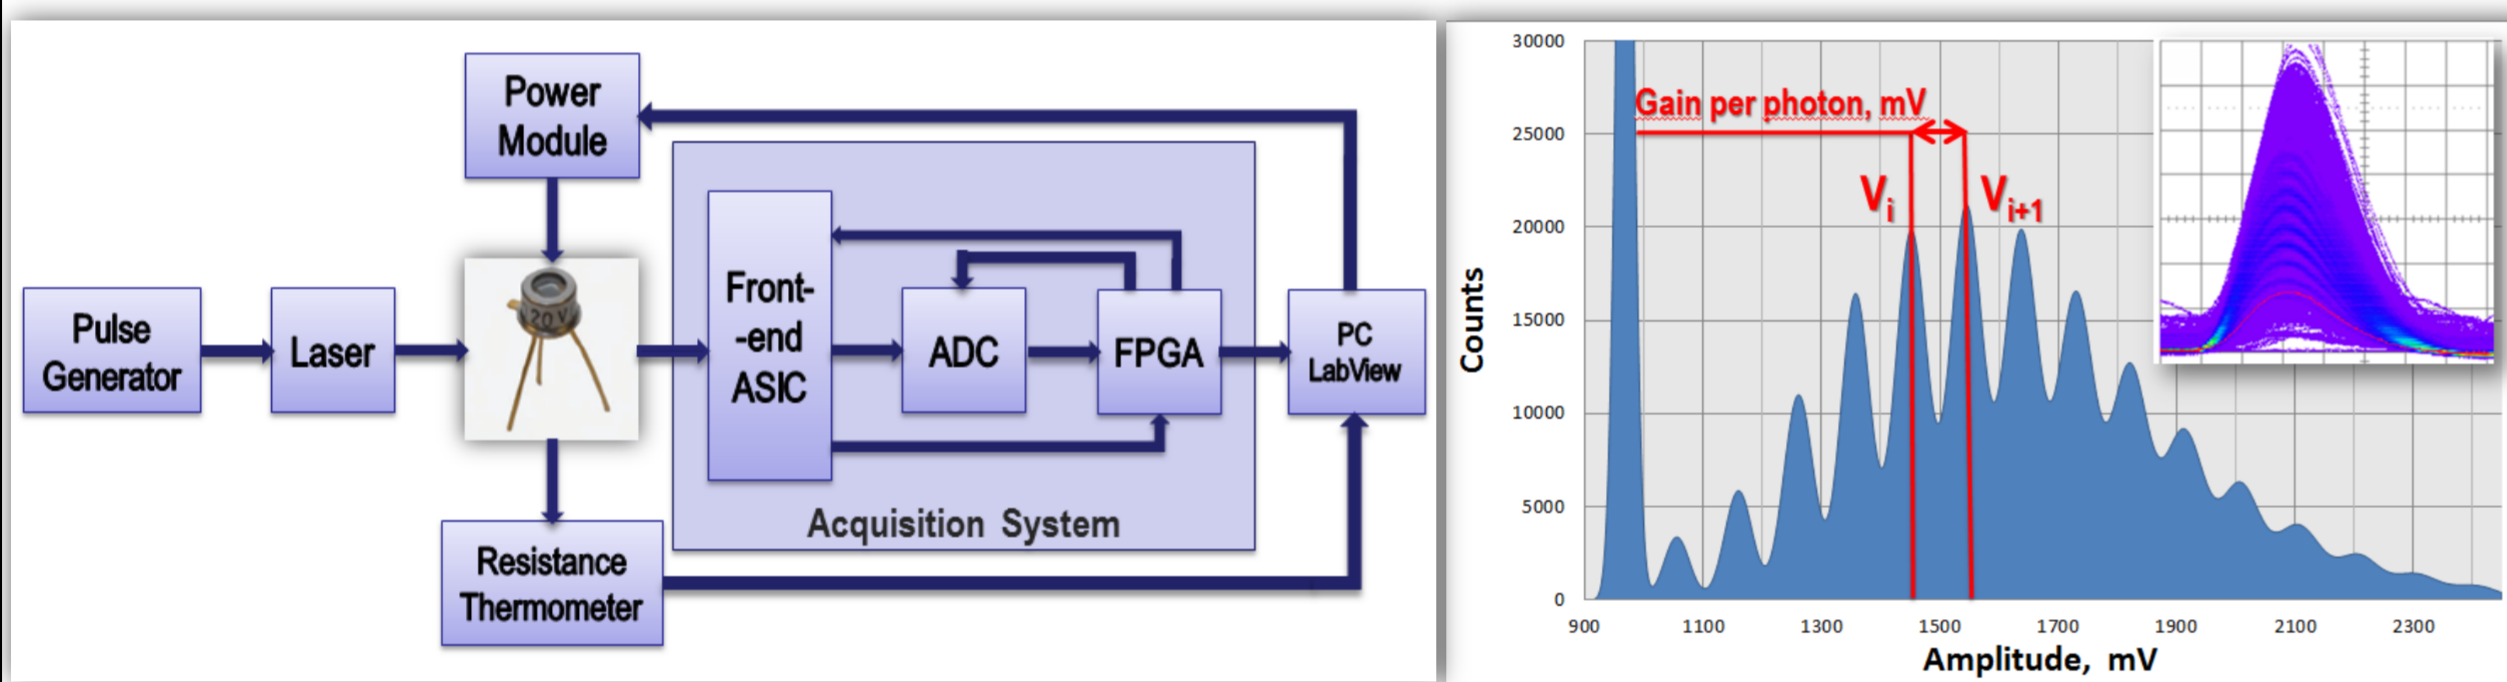 Power
Module
Pulse
Generator
Laser
20 V
Front-
-end
ASIC
ADC
FPGA
PC
LabView
Acquisition System
Resistance
Thermometer
30000
25000
20000
15000
10000
5000
0
Counts
Gain per photon, mV
Vi
Vi+1
900
1100
1300
1500
1700
1900
2100
2300
Amplitude, mV